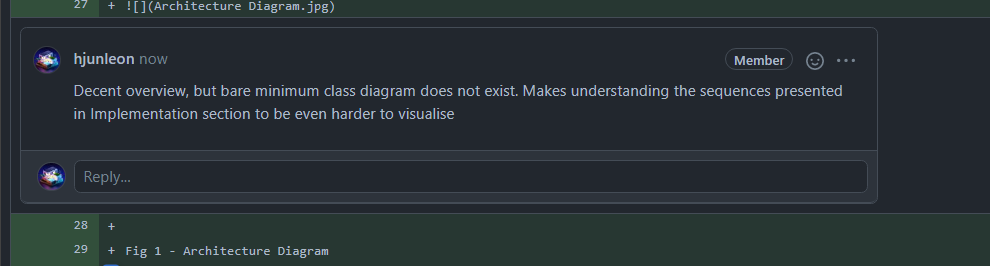 27 + ![](Architecture Diagram.jpg)
hjunleon now Member
Decent overview, but bare minimum class diagram does not exist. Makes understanding the sequences presented
in Implementation section to be even harder to visualise
Reply...
28 +
29 + Fig 1 - Architecture Diagram